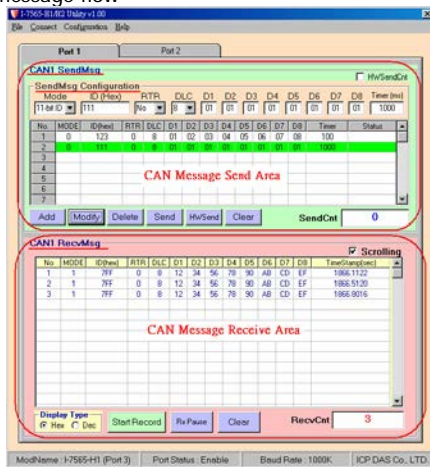 I-7565-H1/H2 Utility v1.00
File Connect Configuration Help
Port 1 Port 2
CAN1 SendMsg
HWSendCnt
SendMsg Configuration
Mode ID (Hex) RTR DLC D1 D2 D3 D4 D5 D6 D7 D8 Timer (ms)
11-bit ID 111 No 8 01 01 01 01 01 01 01 01 1000
No. MODE ID(hex) RTR DLC D1 D2 D3 D4 D5 D6 D7 D8 Timer Status
1 0 123 0 8 01 02 03 04 05 06 07 08 100
2 0 111 0 8 01 01 01 01 01 01 01 01 1000
3
4
5
6
7
CAN Message Send Area
Add Modify Delete Send HWSend Clear SendCnt 0
CAN1 RecvMsg
Scrolling
No MODE ID(hex) RTR DLC D1 D2 D3 D4 D5 D6 D7 D8 TimeStamp(sec)
1 1 7FF 0 8 12 34 56 78 90 AB CD EF 1866.1122
2 1 7FF 0 8 12 34 56 78 90 AB CD EF 1866.5120
3 1 7FF 0 8 12 34 56 78 90 AB CD EF 1866.8016
CAN Message Receive Area
Display Type
Hex Dec
Start Record Rx Pause Clear RecvCnt 3
ModName : I-7565-H1 (Port 3) Port Status : Enable Baud Rate : 1000K ICP DAS Co., LTD